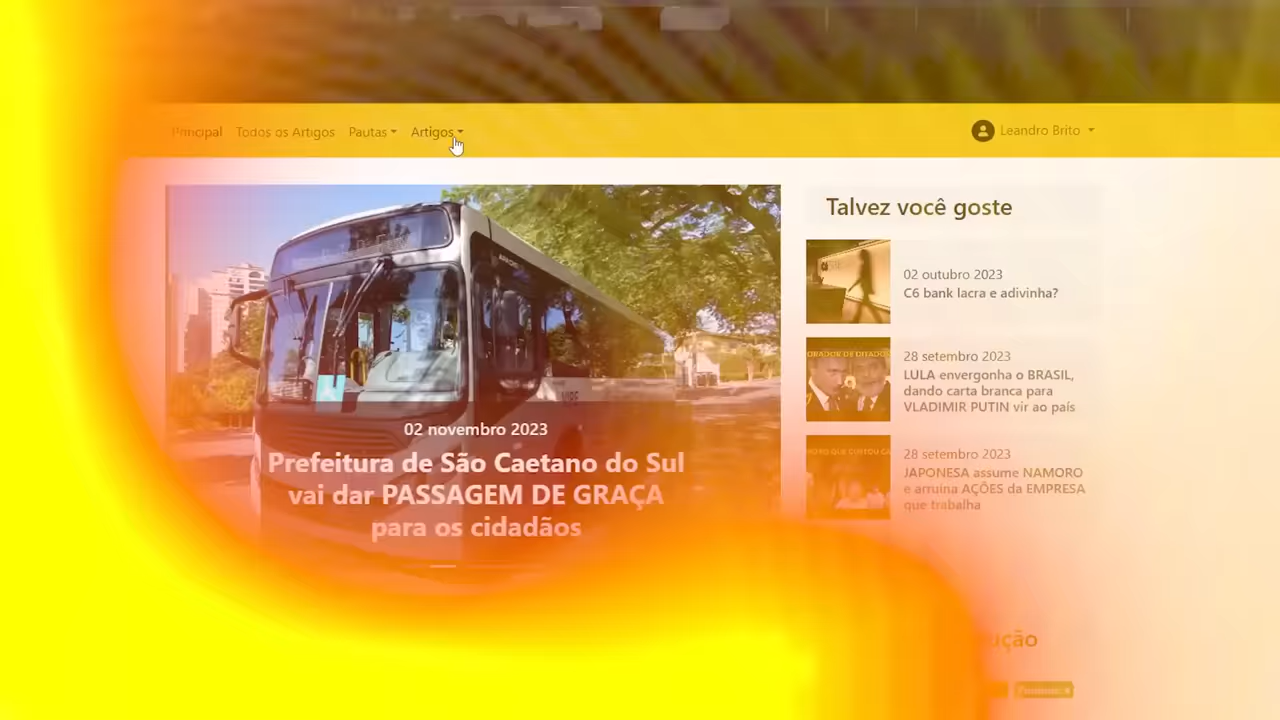 Principal Todos os Artigos Pautas Artigos
Leandro Brito
Talvez você goste
02 outubro 2023
C6 bank lacra e adivinha?
28 setembro 2023
LULA envergonha o BRASIL,
dando carta branca para
VLADIMIR PUTIN vir ao país
28 setembro 2023
JAPONESA assume NAMORO
e arruina AÇÕES da EMPRESA
que trabalha
02 novembro 2023
Prefeitura de São Caetano do Sul
vai dar PASSAGEM DE GRAÇA
para os cidadãos
ução